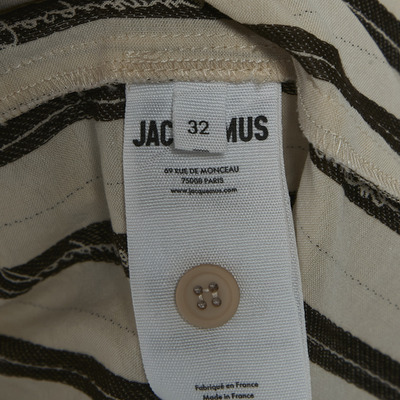 32
JAC MUS
69 RUE DE MONCEAU
75008 PARIS
www.jacquemus.com
Fabriqué en France
Made in France